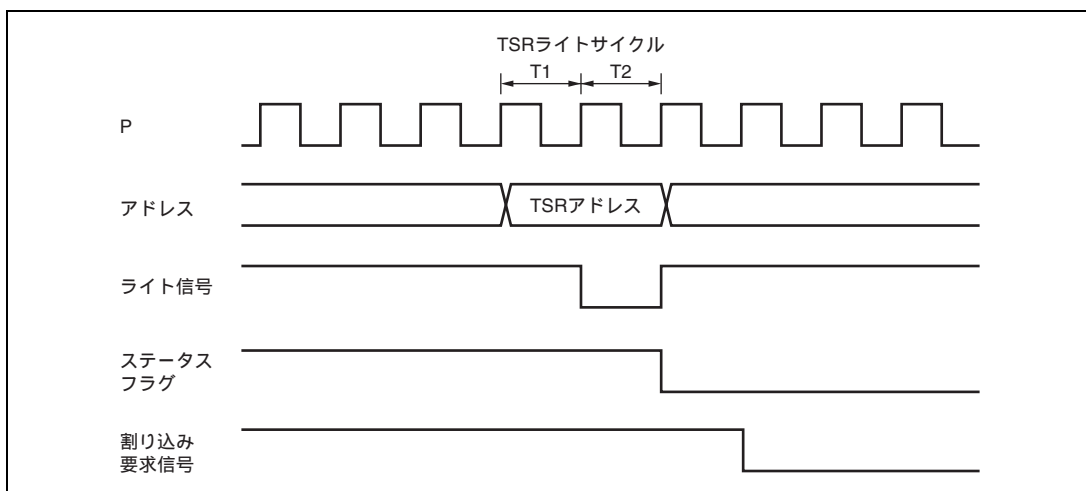 TSRライトサイクル
T1 T2
P
アドレス
TSRアドレス
ライト信号
ステータス
フラグ
割り込み
要求信号